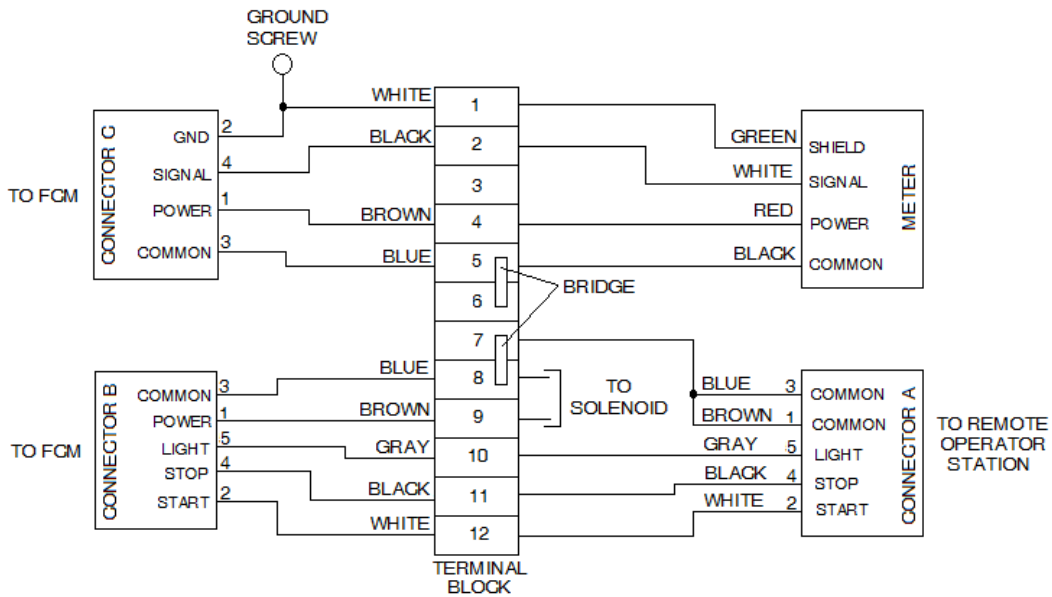 GROUND
SCREW
TO FCM
CONNECTOR C
GND
2
SIGNAL
4
POWER
1
COMMON
3
WHITE
BLACK
BROWN
BLUE
1
2
3
4
5
6
7
8
9
10
11
12
TERMINAL
BLOCK
BRIDGE
GREEN
WHITE
RED
BLACK
SHIELD
SIGNAL
POWER
COMMON
METER
TO FCM
CONNECTOR B
COMMON
3
POWER
1
LIGHT
5
STOP
4
START
2
BLUE
BROWN
GRAY
BLACK
WHITE
TO
SOLENOID
BLUE
3
COMMON
BROWN
1
COMMON
GRAY
5
LIGHT
BLACK
4
STOP
WHITE
2
START
CONNECTOR A
TO REMOTE
OPERATOR
STATION